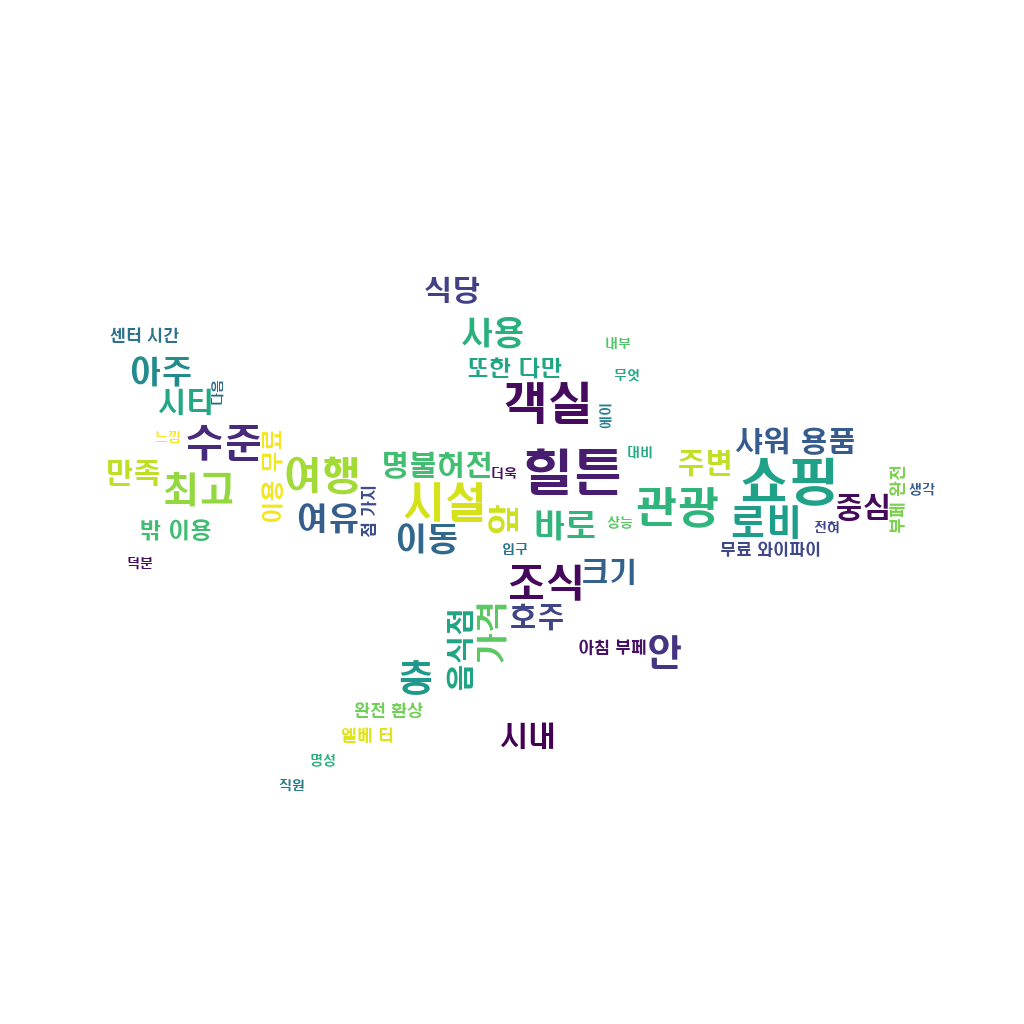 식당
사용
센터 시간
내부
아주
또한 다만
무엇
시타
다음
객실
에이
느낌
수준
이용 무료
샤워 용품
만족
최고
여행
명불허전
더욱
힐튼
대비
주변
쇼핑
부페 완전
생각
밖 이용
여유
점 가지
시설
옆
바로
상능
관광
로비
중심
전혀
이동
입구
무료 와이파이
덕분
조식
크기
음식점
가격
호주
아침 부페
안
층
완전 환상
엘베 터
시내
명성
직원